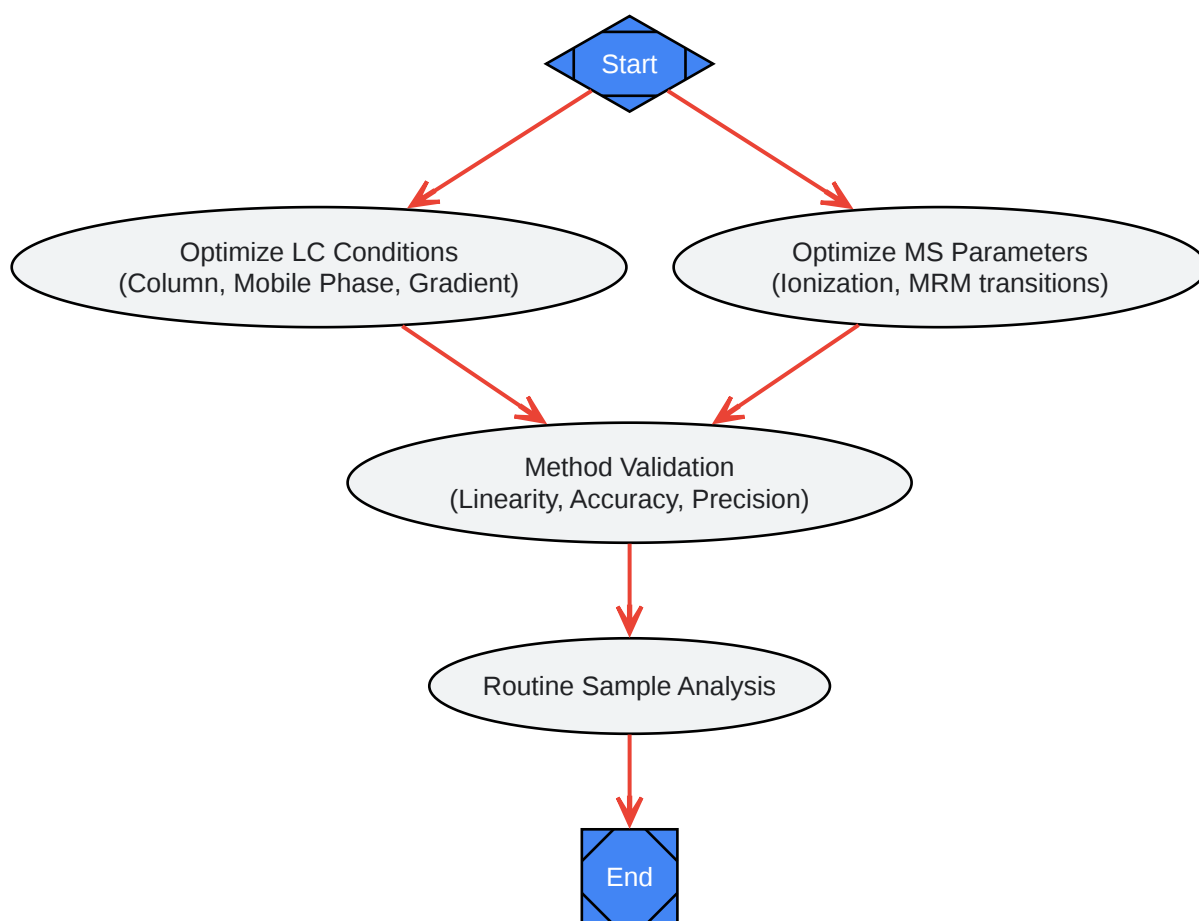 Start
Optimize LC Conditions
(Column, Mobile Phase, Gradient)
Optimize MS Parameters
(Ionization, MRM transitions)
Method Validation
(Linearity, Accuracy, Precision)
Routine Sample Analysis
End